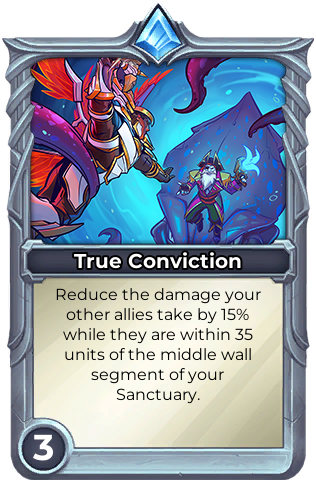 True Conviction
Reduce the damage your
other allies take by 15%
while they are within 35
units of the middle wall
segment of your
Sanctuary.
3